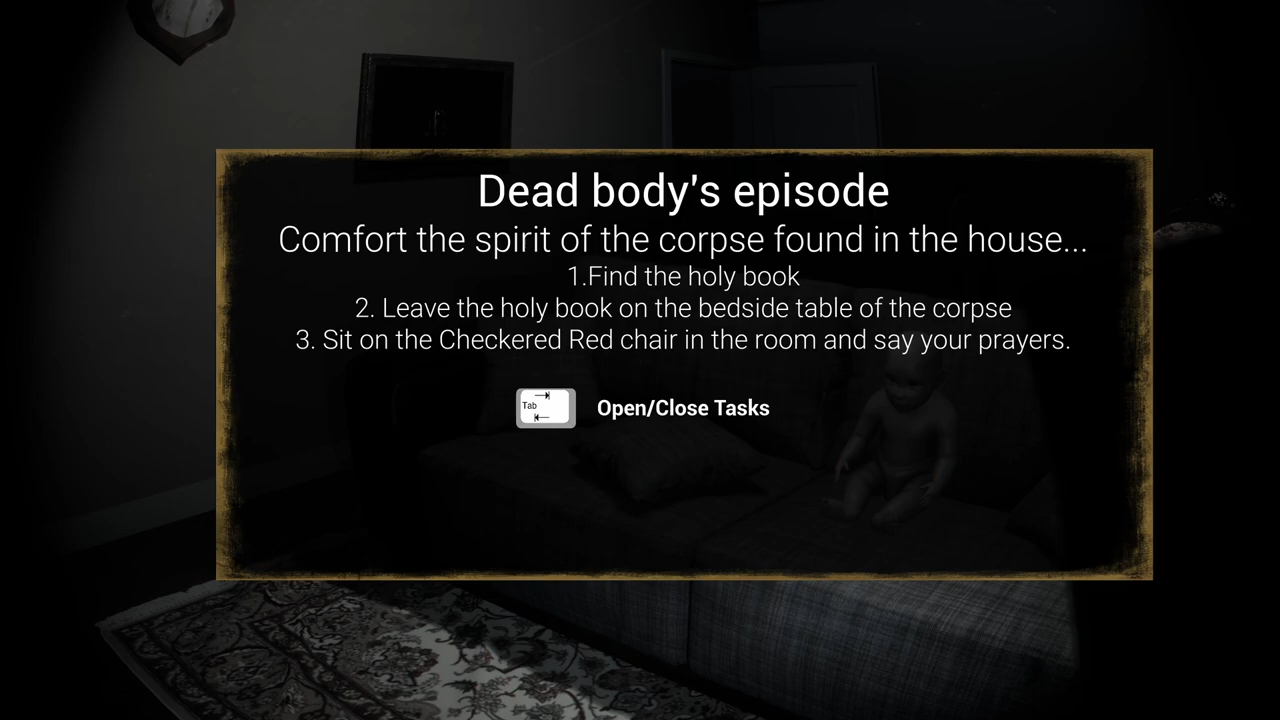 Dead body's episode
Comfort the spirit of the corpse found in the house...
1.Find the holy book
2. Leave the holy book on the bedside table of the corpse
3. Sit on the Checkered Red chair in the room and say your prayers.
Tab Open/Close Tasks